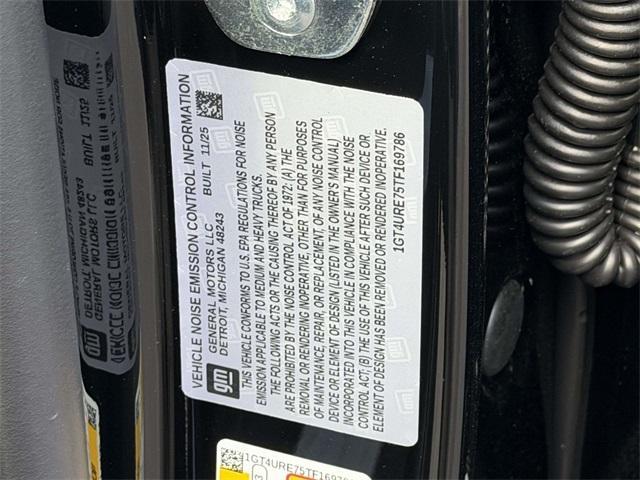 VEHICLE NOISE EMISSION CONTROL INFORMATION
gm
GENERAL MOTORS LLC
DETROIT, MICHIGAN 48243
BUILT 11/25
THIS VEHICLE CONFORMS TO U.S. EPA REGULATIONS FOR NOISE
EMISSION APPLICABLE TO MEDIUM AND HEAVY TRUCKS.
THE FOLLOWING ACTS OR THE CAUSING THEREOF BY ANY PERSON
ARE PROHIBITED BY THE NOISE CONTROL ACT OF 1972: (A) THE
REMOVAL OR RENDERING INOPERATIVE, OTHER THAN FOR PURPOSES
OF MAINTENANCE, REPAIR, OR REPLACEMENT, OF ANY NOISE CONTROL
DEVICE OR ELEMENT OF DESIGN (LISTED IN THE OWNER'S MANUAL)
INCORPORATED INTO THIS VEHICLE IN COMPLIANCE WITH THE NOISE
CONTROL ACT; (B) THE USE OF THIS VEHICLE AFTER SUCH DEVICE OR
ELEMENT OF DESIGN HAS BEEN REMOVED OR RENDERED INOPERATIVE.
1GT4URE75TF169786
1GT4URE75TF16978